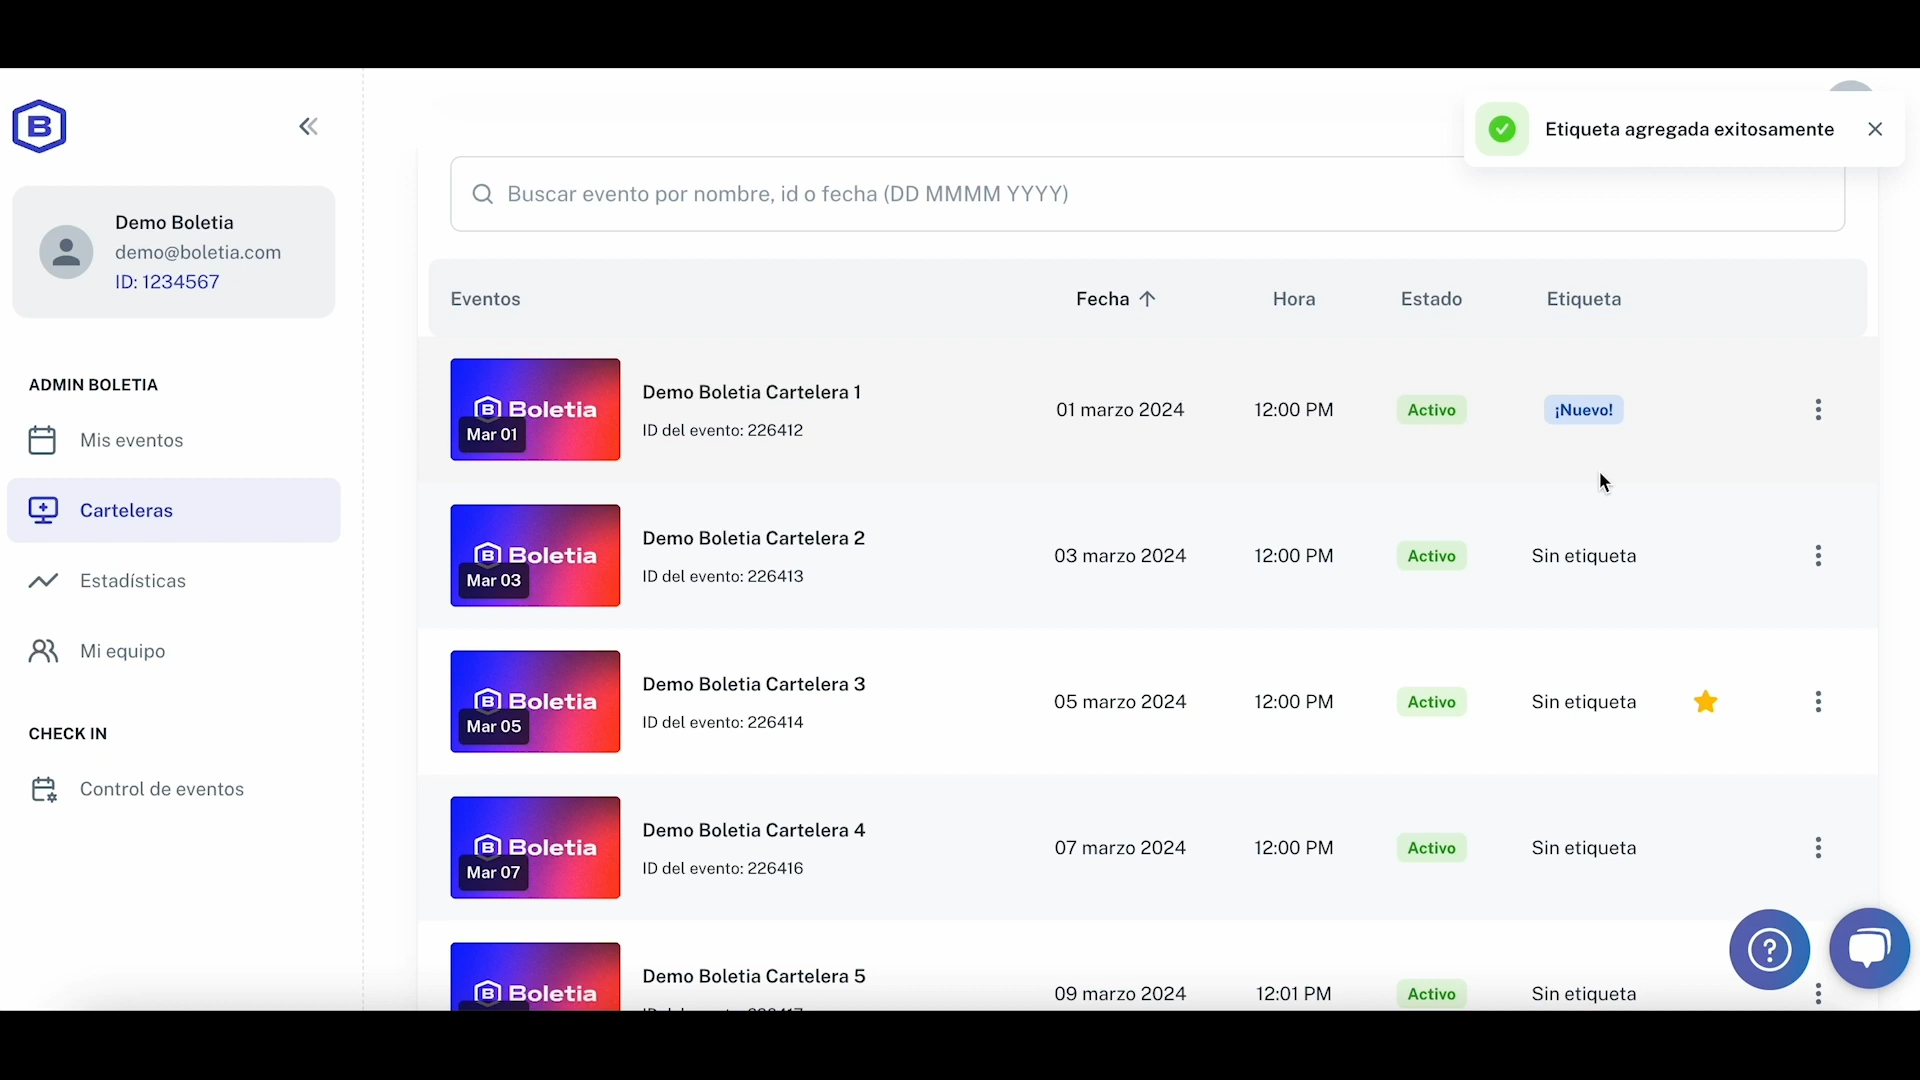 B
Etiqueta agregada exitosamente
Demo Boletia
demo@boletia.com
ID: 1234567
Buscar evento por nombre, id o fecha (DD MMMM YYYY)
ADMIN BOLETIA
Mis eventos
Carteleras
Estadísticas
Mi equipo
CHECK IN
Control de eventos
Eventos Fecha Hora Estado Etiqueta
B Boletia
Mar 01
Demo Boletia Cartelera 1
ID del evento: 226412
01 marzo 2024 12:00 PM Activo ¡Nuevo!
B Boletia
Mar 03
Demo Boletia Cartelera 2
ID del evento: 226413
03 marzo 2024 12:00 PM Activo Sin etiqueta
B Boletia
Mar 05
Demo Boletia Cartelera 3
ID del evento: 226414
05 marzo 2024 12:00 PM Activo Sin etiqueta
B Boletia
Mar 07
Demo Boletia Cartelera 4
ID del evento: 226416
07 marzo 2024 12:00 PM Activo Sin etiqueta
B Boletia
Demo Boletia Cartelera 5
09 marzo 2024 12:01 PM Activo Sin etiqueta
?